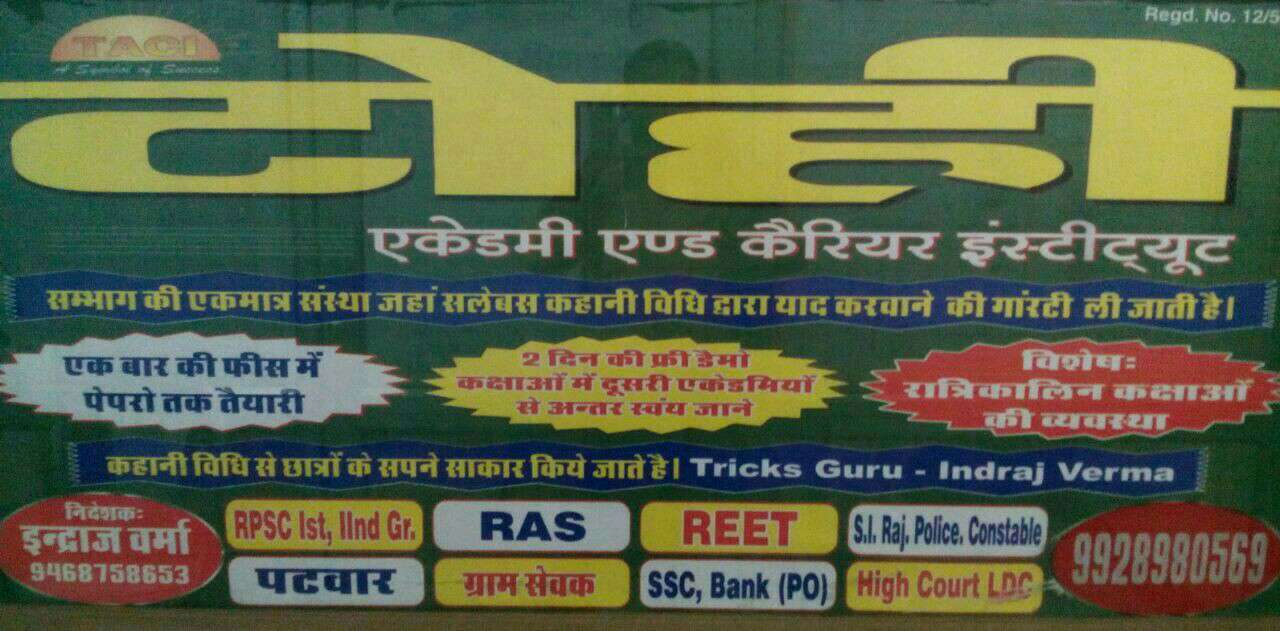 Regd. No. 12/5
TACI
A Symbol of Success
टोही
एकेडमी एण्ड कैरियर इंस्टीट्यूट
सम्भाग की एकमात्र संस्था जहां सलेबस कहानी विधि द्वारा याद करवाने की गांरटी ली जाती है।
एक बार की फीस में
पेपरो तक तैयारी
2 दिन की फ्री डैमो
कक्षाओं में दूसरी एकेडमियों
से अन्तर स्वंय जाने
विशेषः
रात्रिकालिन कक्षाओं
की व्यवस्था
कहानी विधि से छात्रों के सपने साकार किये जाते है। Tricks Guru - Indraj Verma
निदेशकः
इन्द्राज वर्मा
9468758653
RPSC Ist, IInd Gr.
RAS
REET
S.I. Raj. Police. Constable
पटवार
ग्राम सेवक
SSC, Bank (PO)
High Court LDC
9928980569